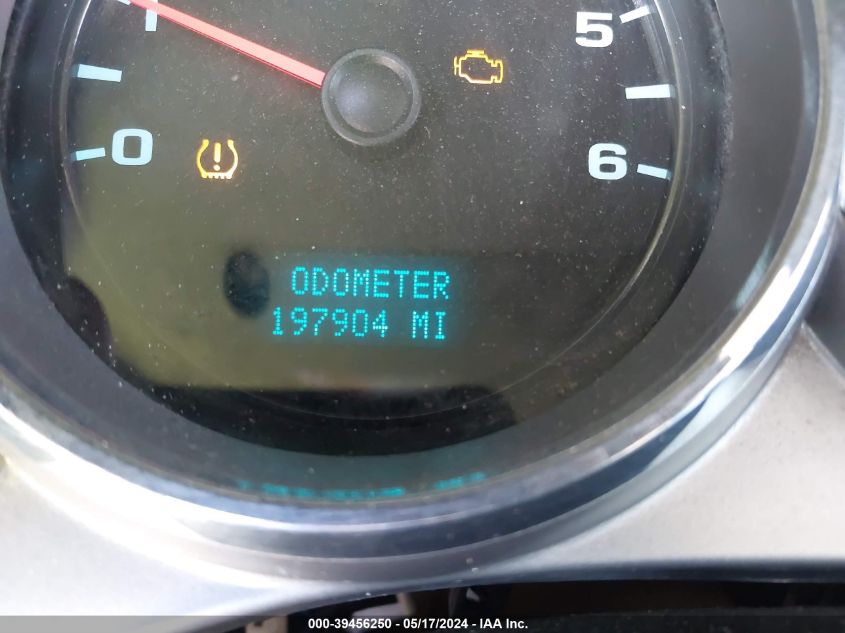 5
0
6
ODOMETER
197904 MI
000-39456250 - 05/17/2024 - IAA Inc.